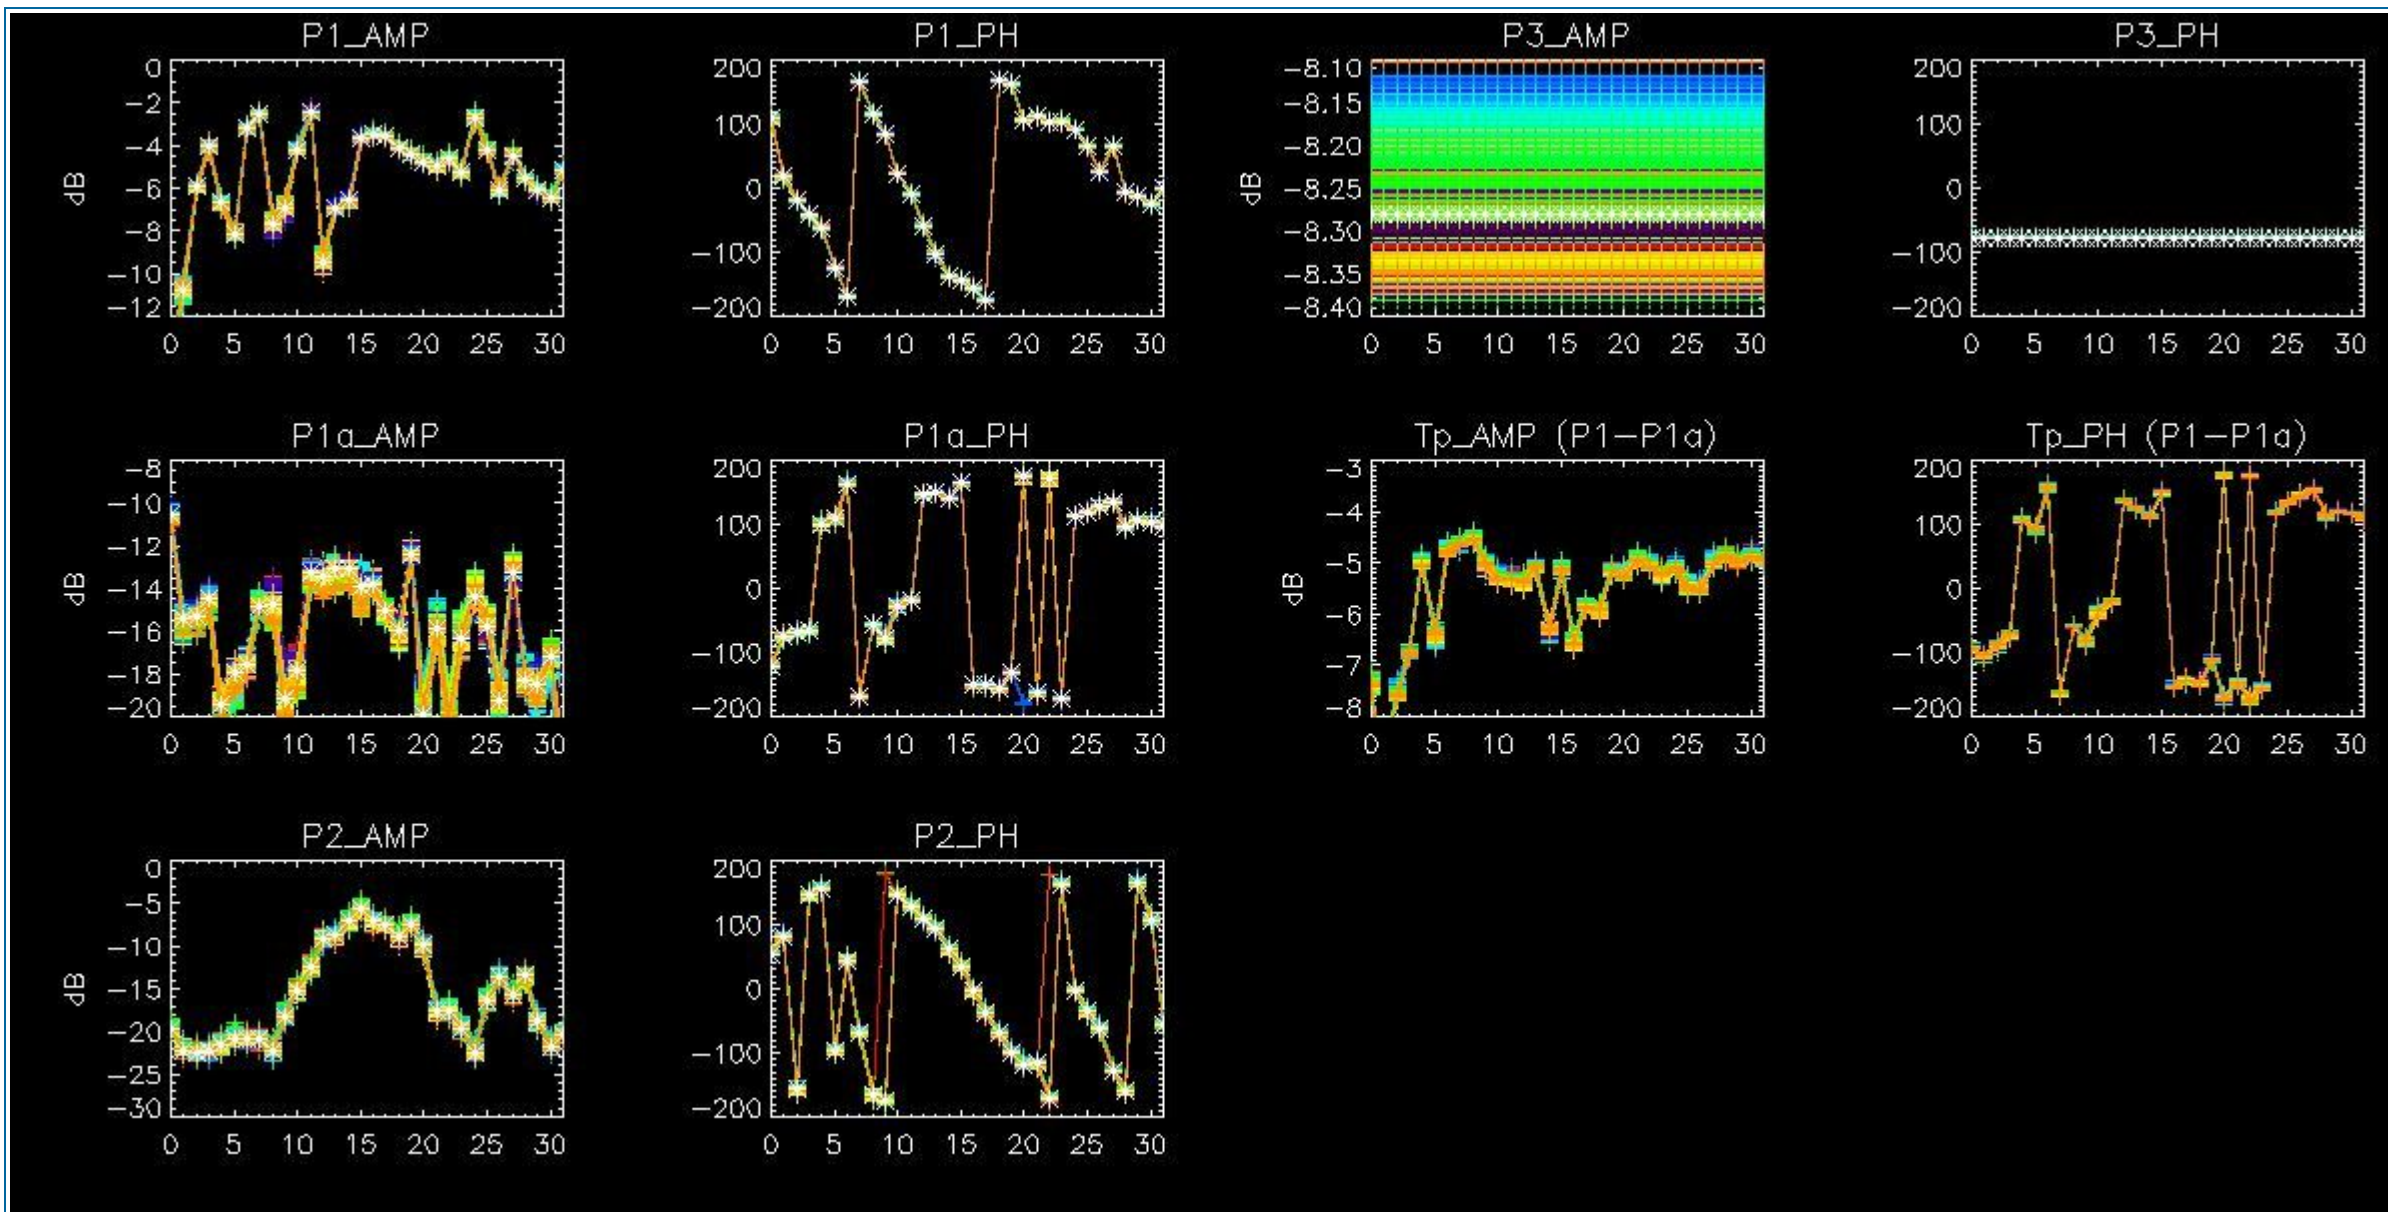 P1_AMP
P1_PH
P3_AMP
P3_PH
0
−2
−4
−6
−8
−10
−12
dB
0 5 10 15 20 25 30
200
100
0
−100
−200
0 5 10 15 20 25 30
−8.10
−8.15
−8.20
−8.25
−8.30
−8.35
−8.40
dB
0 5 10 15 20 25 30
200
100
0
−100
−200
0 5 10 15 20 25 30
P1a_AMP
P1a_PH
Tp_AMP (P1−P1a)
Tp_PH (P1−P1a)
−8
−10
−12
−14
−16
−18
−20
dB
0 5 10 15 20 25 30
200
100
0
−100
−200
0 5 10 15 20 25 30
−3
−4
−5
−6
−7
−8
dB
0 5 10 15 20 25 30
200
100
0
−100
−200
0 5 10 15 20 25 30
P2_AMP
P2_PH
0
−5
−10
−15
−20
−25
−30
dB
0 5 10 15 20 25 30
200
100
0
−100
−200
0 5 10 15 20 25 30